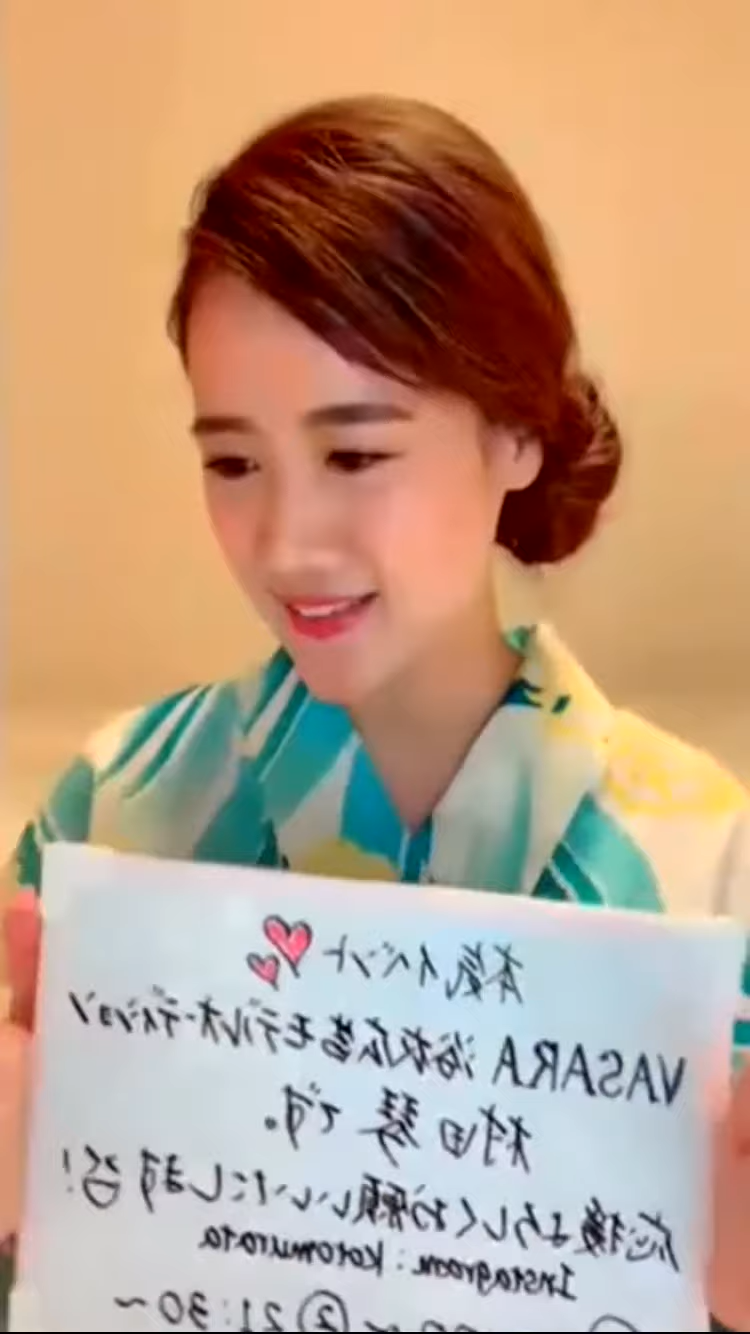 本気イベント
VASARA 浴衣広告モデルオーディション
村田琴です。
応援よろしくお願いいたします!
Instagram: kotomurata
~②21:30~